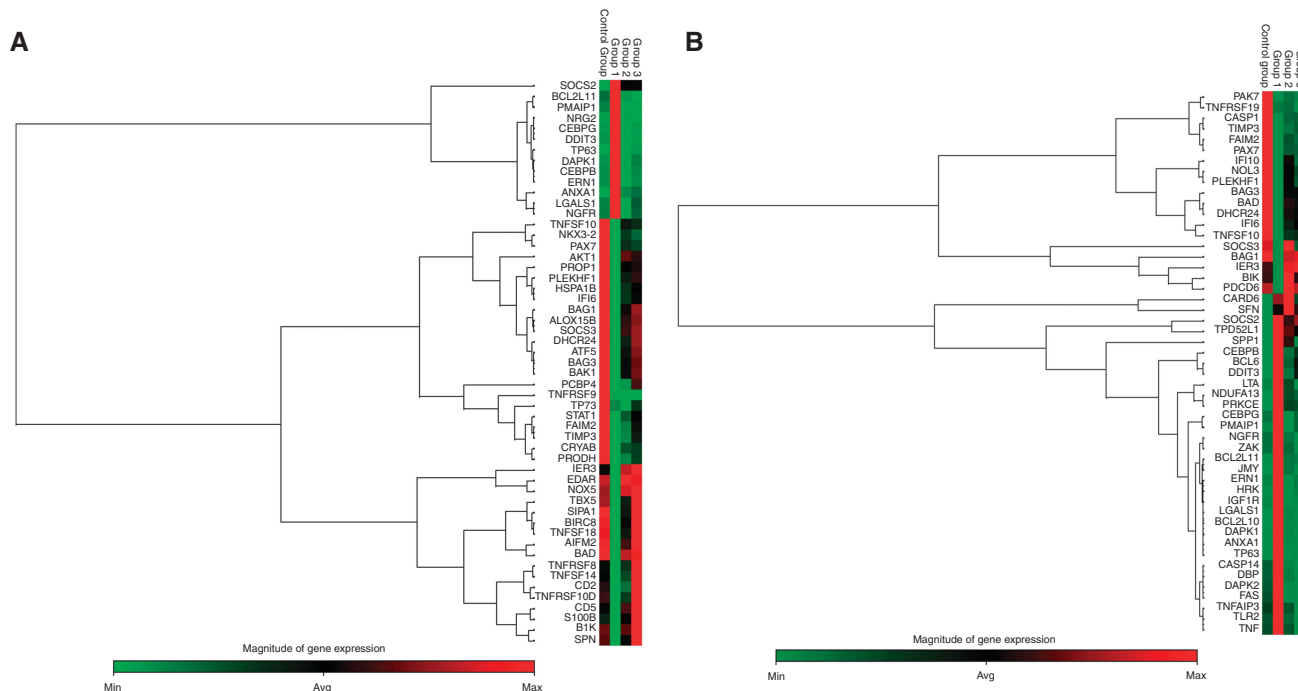 A
Control Group
Group 1
Group 2
Group 3
SOCS2
BCL2L11
PMAIP1
NRG2
CEBPG
DDIT3
TP63
DAPK1
CEBPB
ERN1
ANXA1
LGALS1
NGFR
TNFSF10
NKX3-2
PAX7
AKT1
PROP1
PLEKHF1
HSPA1B
IFI6
BAG1
ALOX15B
SOCS3
DHCR24
ATF5
BAG3
BAK1
PCBP4
TNFRSF9
TP73
STAT1
FAIM2
TIMP3
CRYAB
PRODH
IER3
EDAR
NOX5
TBX5
SIPA1
BIRC8
TNFSF18
AIFM2
BAD
TNFRSF8
TNFSF14
CD2
TNFRSF10D
CD5
S100B
B1K
SPN
Magnitude of gene expression
Min
Avg
Max
B
Control group
Group 1
Group 2
PAK7
TNFRSF19
CASP1
TIMP3
FAIM2
PAX7
IFI10
NOL3
PLEKHF1
BAG3
BAD
DHCR24
IFI6
TNFSF10
SOCS3
BAG1
IER3
BIK
PDCD6
CARD6
SFN
SOCS2
TPD52L1
SPP1
CEBPB
BCL6
DDIT3
LTA
NDUFA13
PRKCE
CEBPG
PMAIP1
NGFR
ZAK
BCL2L11
JMY
ERN1
HRK
IGF1R
LGALS1
BCL2L10
DAPK1
ANXA1
TP63
CASP14
DBP
DAPK2
FAS
TNFAIP3
TLR2
TNF
Magnitude of gene expression
Min
Avg
Max